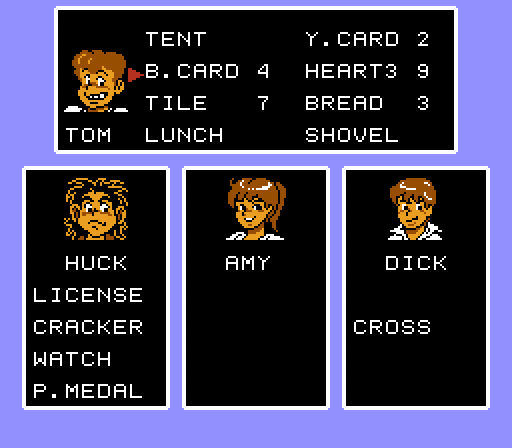 TENT Y.CARD 2
B.CARD 4 HEART3 9
TILE 7 BREAD 3
TOM LUNCH SHOVEL
HUCK AMY DICK
LICENSE
CRACKER CROSS
WATCH
P.MEDAL